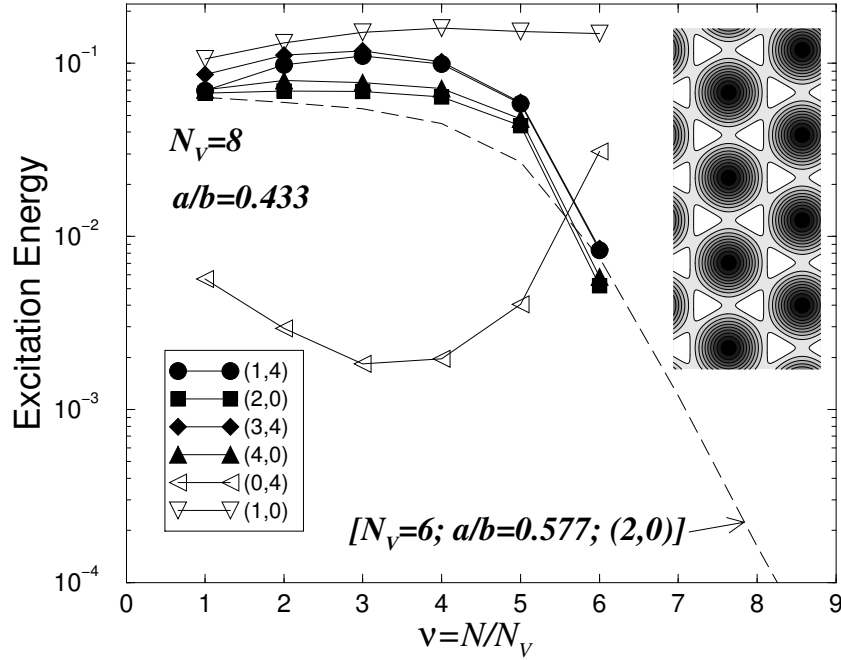 10⁻¹
10⁻²
10⁻³
10⁻⁴
Excitation Energy
N_V=8
a/b=0.433
(1,4)
(2,0)
(3,4)
(4,0)
(0,4)
(1,0)
[N_V=6; a/b=0.577; (2,0)]
0 1 2 3 4 5 6 7 8 9
ν=N/N_V